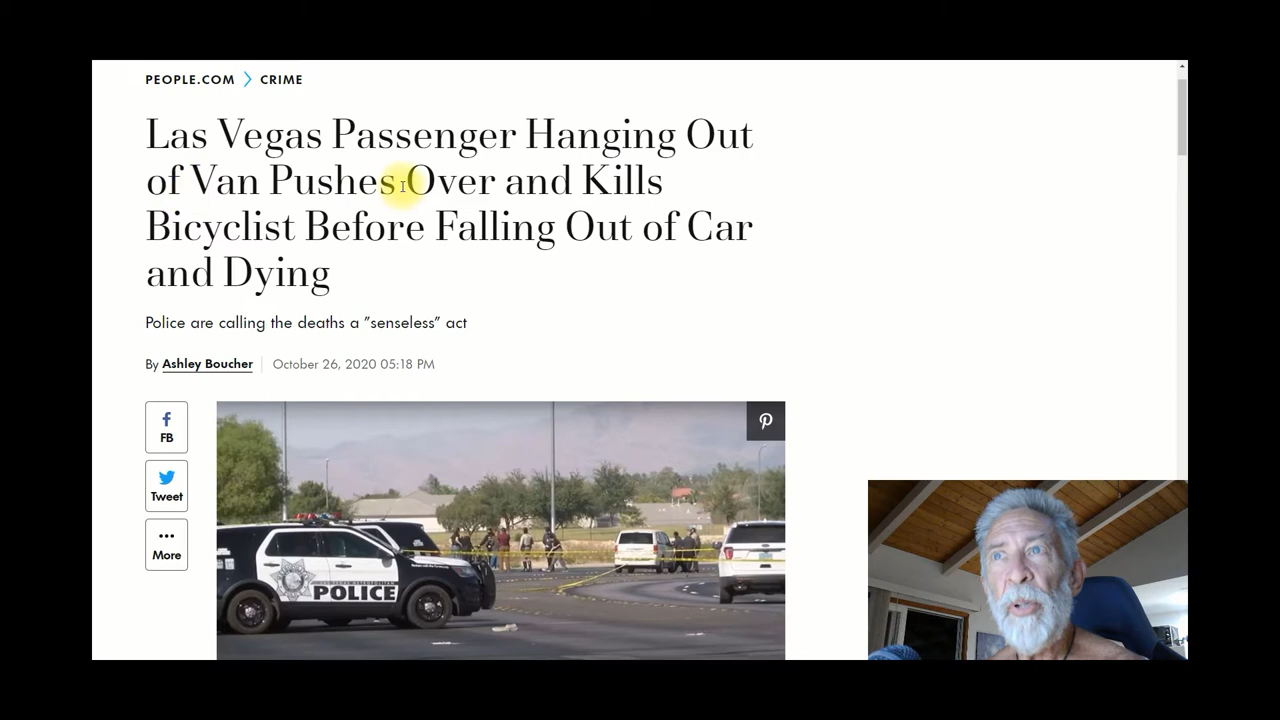 PEOPLE.COM > CRIME
Las Vegas Passenger Hanging Out
of Van Pushes Over and Kills
Bicyclist Before Falling Out of Car
and Dying
Police are calling the deaths a "senseless" act
By Ashley Boucher October 26, 2020 05:18 PM
FB
Tweet
More
POLICE